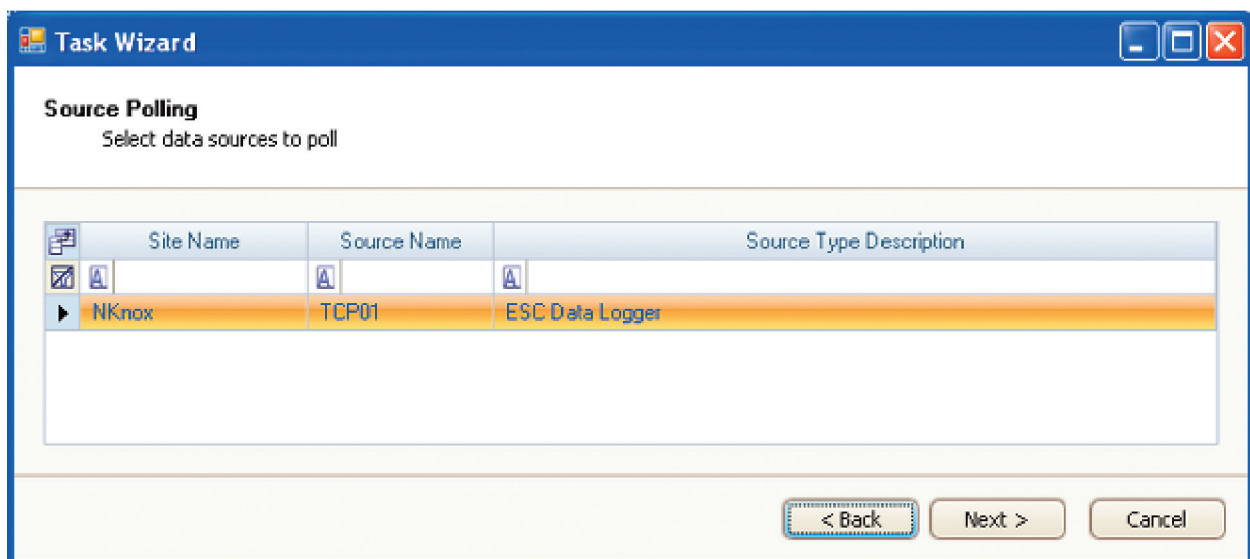 Task Wizard
Source Polling
Select data sources to poll
Site Name Source Name Source Type Description
A A A
NKnox TCP01 ESC Data Logger
< Back Next > Cancel